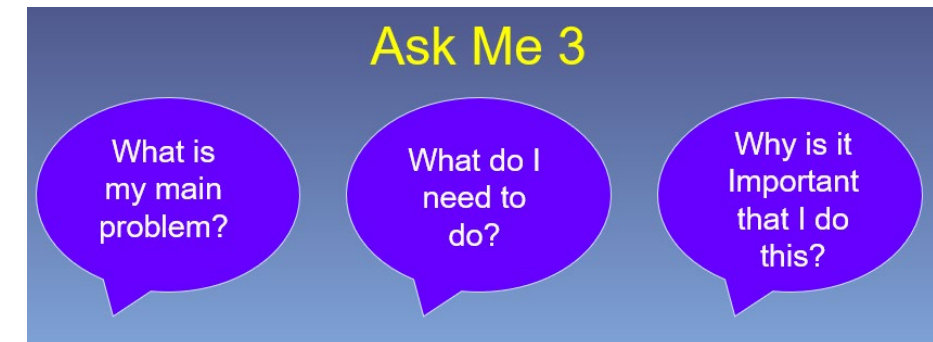 Ask Me 3
What is
my main
problem?
What do I
need to
do?
Why is it
Important
that I do
this?